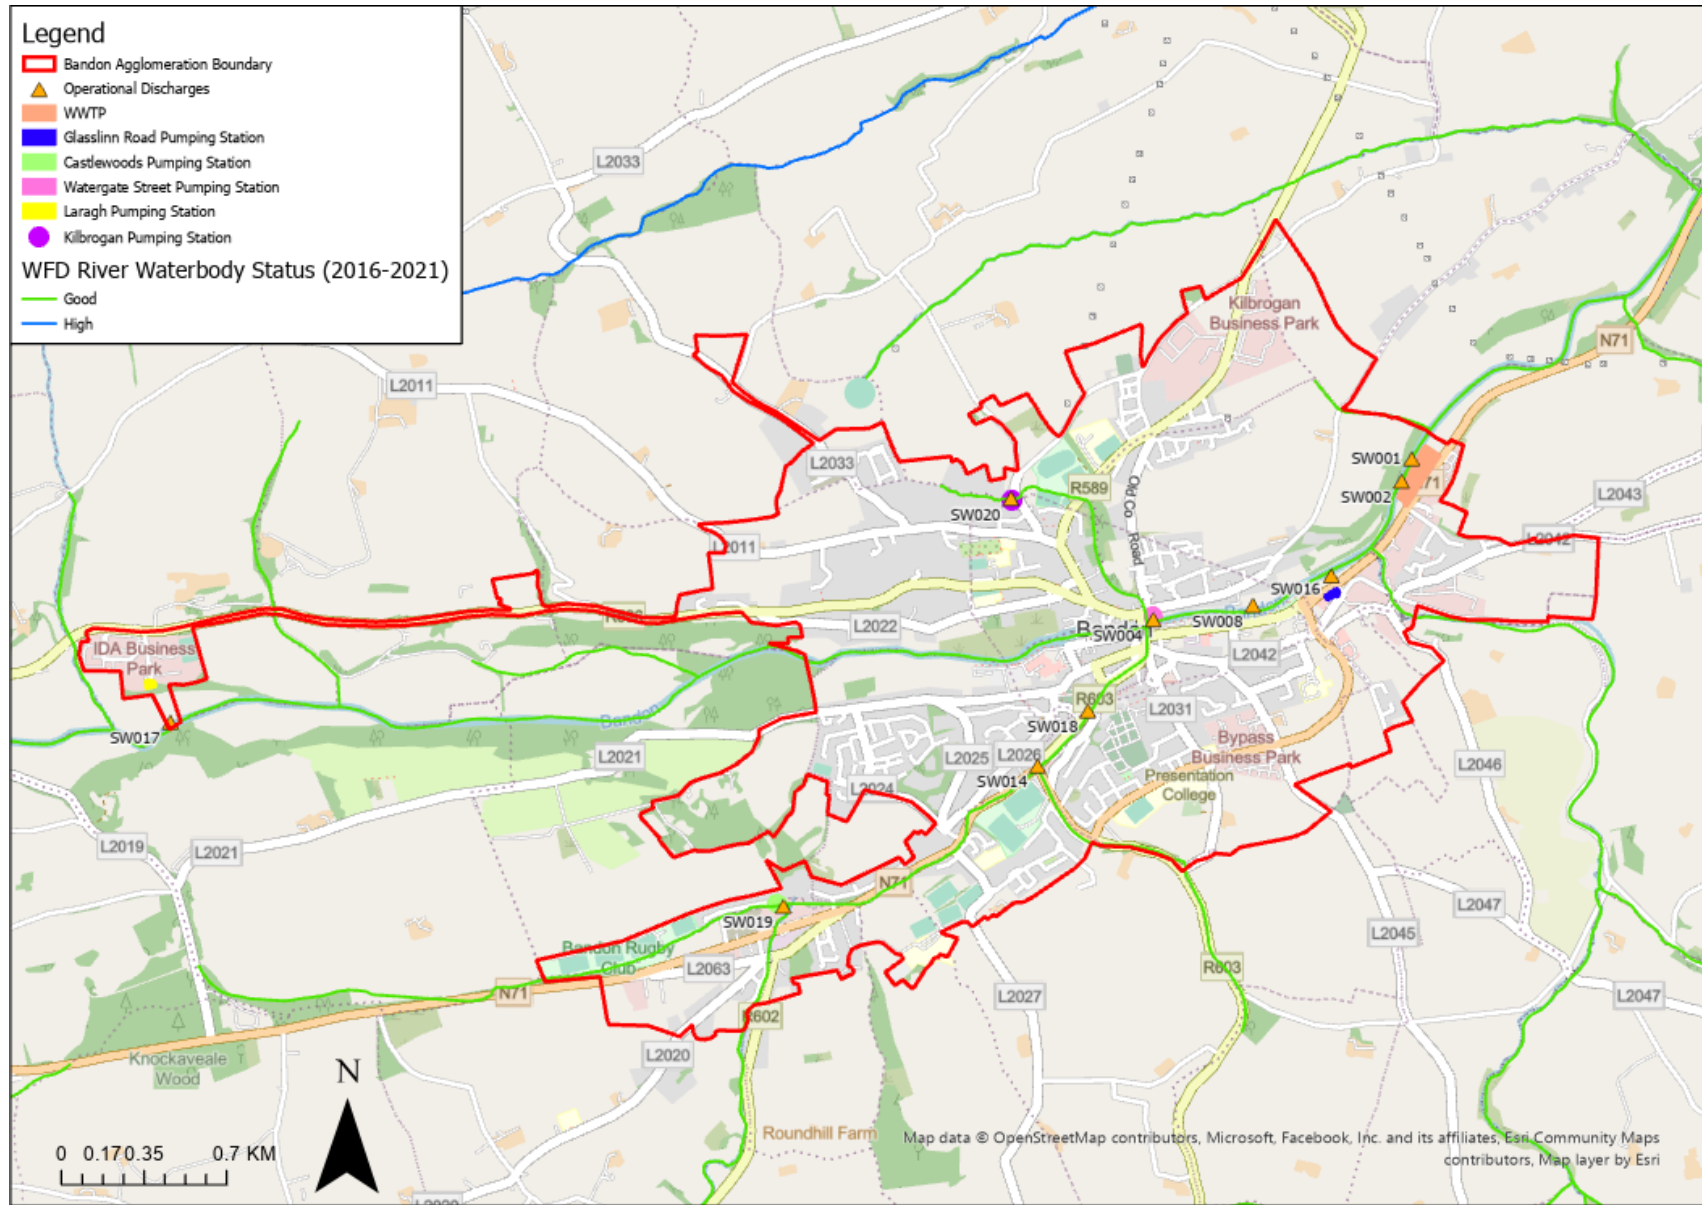 Legend
Bandon Agglomeration Boundary
Operational Discharges
WWTP
Glasslinn Road Pumping Station
Castlewoods Pumping Station
Watergate Street Pumping Station
Laragh Pumping Station
Kilbrogan Pumping Station
WFD River Waterbody Status (2016-2021)
Good
High
L2033
Kilbrogan
Business Park
N71
L2011
L2033
SW001
R589
Old Co. Road
SW002
71
L2043
SW020
L2011
L2042
SW016
SW008
SW004
L2022
L2042
IDA Business
Park
R603
L2031
Bandon
SW017
SW018
Bypass
Business Park
L2021
L2025
L2026
L2046
SW014
Presentation
College
L2024
L2019
L2021
N71
L2047
SW019
L2045
Bandon Rugby
Club
L2063
R603
N71
L2027
L2047
R602
L2020
Knockaveale
Wood
N
Roundhill Farm
Map data © OpenStreetMap contributors, Microsoft, Facebook, Inc. and its affiliates, Esri Community Maps
contributors, Map layer by Esri
0 0.17 0.35 0.7 KM